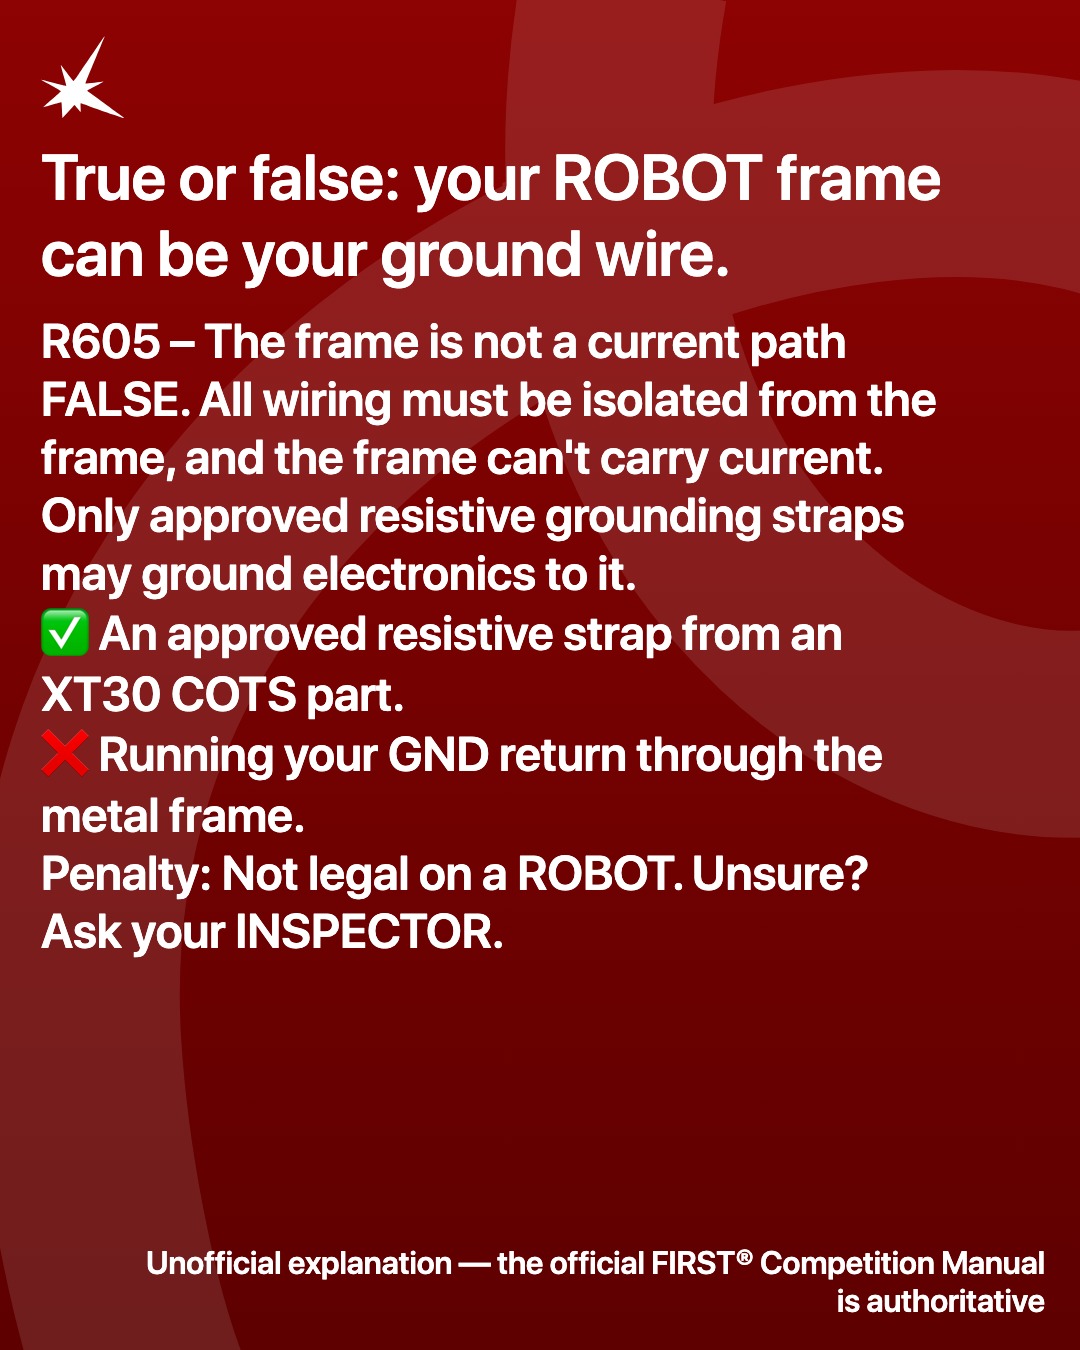 True or false: your ROBOT frame
can be your ground wire.
R605 – The frame is not a current path
FALSE. All wiring must be isolated from the
frame, and the frame can't carry current.
Only approved resistive grounding straps
may ground electronics to it.
✅ An approved resistive strap from an
XT30 COTS part.
❌ Running your GND return through the
metal frame.
Penalty: Not legal on a ROBOT. Unsure?
Ask your INSPECTOR.
Unofficial explanation — the official FIRST® Competition Manual
is authoritative